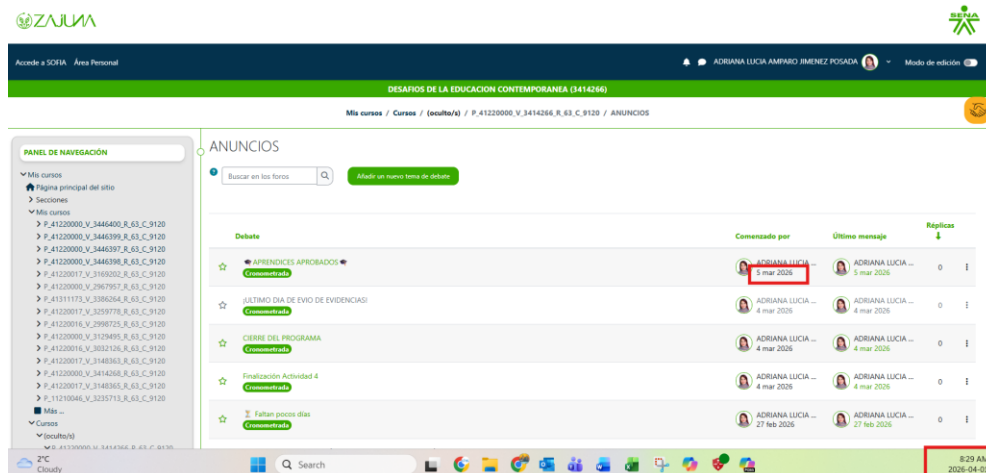 ZAJUNA
SENA
Accede a SOFIA Área Personal
ADRIANA LUCIA AMPARO JIMENEZ POSADA
Modo de edición
DESAFIOS DE LA EDUCACION CONTEMPORANEA (3414266)
Mis cursos / Cursos / (oculto/s) / P_41220000_V_3414266_R_63_C_9120 / ANUNCIOS
PANEL DE NAVEGACIÓN
Mis cursos
Página principal del sitio
Secciones
Mis cursos
P_41220000_V_3446400_R_63_C_9120
P_41220000_V_3446399_R_63_C_9120
P_41220000_V_3446397_R_63_C_9120
P_41220000_V_3446398_R_63_C_9120
P_41220017_V_3169202_R_63_C_9120
P_41220000_V_2967957_R_63_C_9120
P_41311173_V_3386264_R_63_C_9120
P_41220017_V_3259778_R_63_C_9120
P_41220016_V_2998725_R_63_C_9120
P_41220000_V_3129495_R_63_C_9120
P_41220016_V_3032126_R_63_C_9120
P_41220017_V_3148363_R_63_C_9120
P_41220000_V_3414268_R_63_C_9120
P_41220017_V_3148365_R_63_C_9120
P_11210046_V_3235713_R_63_C_9120
Más ...
Cursos
(oculto/s)
P_41220000_V_3414266_R_63_C_9120
ANUNCIOS
Buscar en los foros
Añadir un nuevo tema de debate
Debate Comenzado por Último mensaje Réplicas
APRENDICES APROBADOS
Cronometrada
ADRIANA LUCIA ...
5 mar 2026
ADRIANA LUCIA ...
5 mar 2026
0
¡ULTIMO DIA DE EVIO DE EVIDENCIAS!
Cronometrada
ADRIANA LUCIA ...
4 mar 2026
ADRIANA LUCIA ...
4 mar 2026
0
CIERRE DEL PROGRAMA
Cronometrada
ADRIANA LUCIA ...
4 mar 2026
ADRIANA LUCIA ...
4 mar 2026
0
Finalización Actividad 4
Cronometrada
ADRIANA LUCIA ...
4 mar 2026
ADRIANA LUCIA ...
4 mar 2026
0
Faltan pocos días
Cronometrada
ADRIANA LUCIA ...
27 feb 2026
ADRIANA LUCIA ...
27 feb 2026
0
2°C
Cloudy
Search
8:29 AM